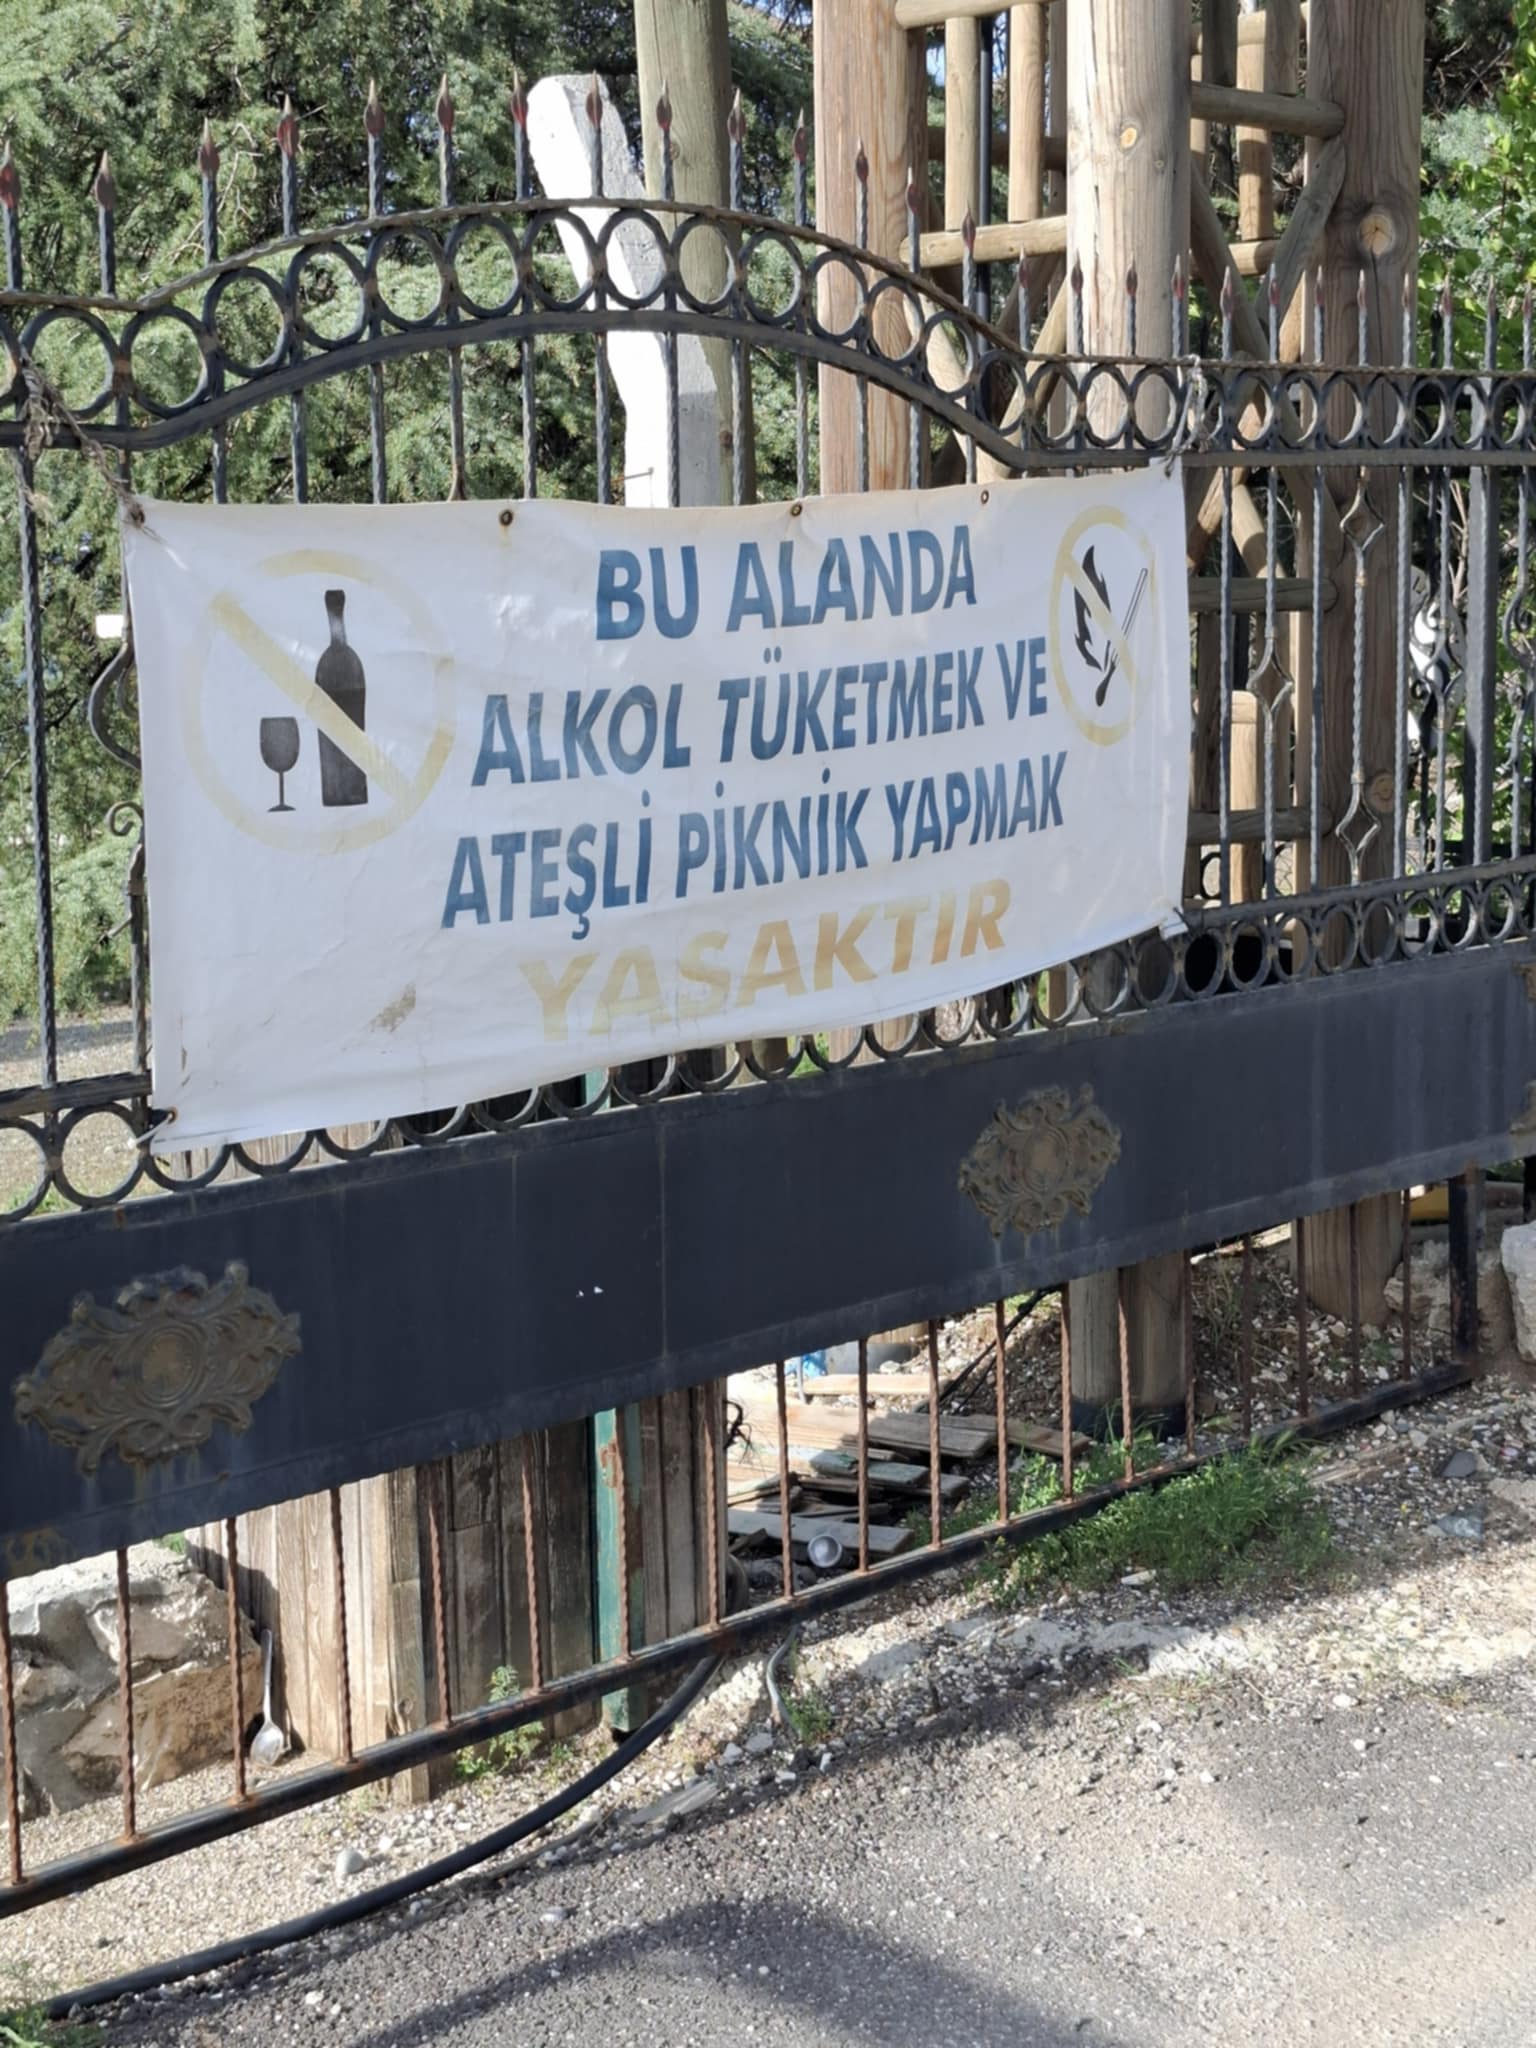 BU ALANDA
ALKOL TÜKETMEK VE
ATEŞLİ PİKNİK YAPMAK
YASAKTIR